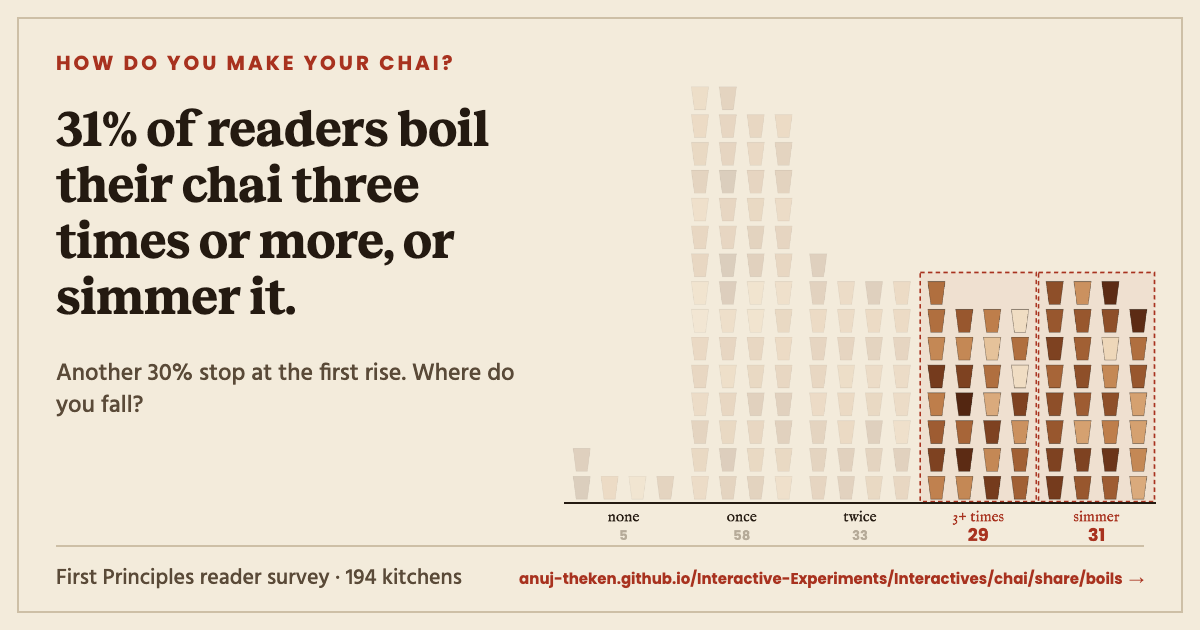 HOW DO YOU MAKE YOUR CHAI?
31% of readers boil
their chai three
times or more, or
simmer it.
Another 30% stop at the first rise. Where do
you fall?
none once twice 3+ times simmer
5 58 33 29 31
First Principles reader survey · 194 kitchens
anuj-theken.github.io/Interactive-Experiments/Interactives/chai/share/boils →